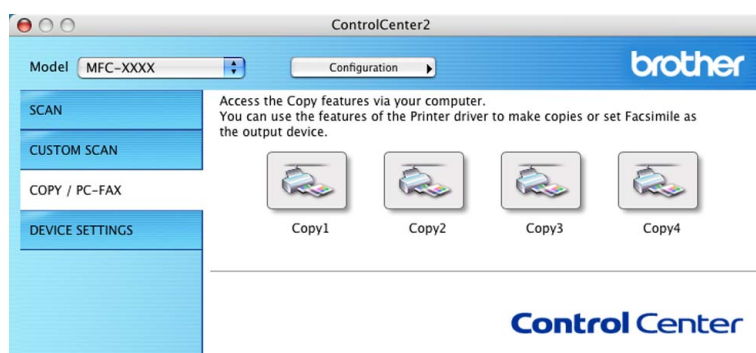 ControlCenter2
Model MFC-XXXX Configuration brother
SCAN
CUSTOM SCAN
COPY / PC-FAX
DEVICE SETTINGS
Access the Copy features via your computer.
You can use the features of the Printer driver to make copies or set Facsimile as
the output device.
Copy1 Copy2 Copy3 Copy4
Control Center